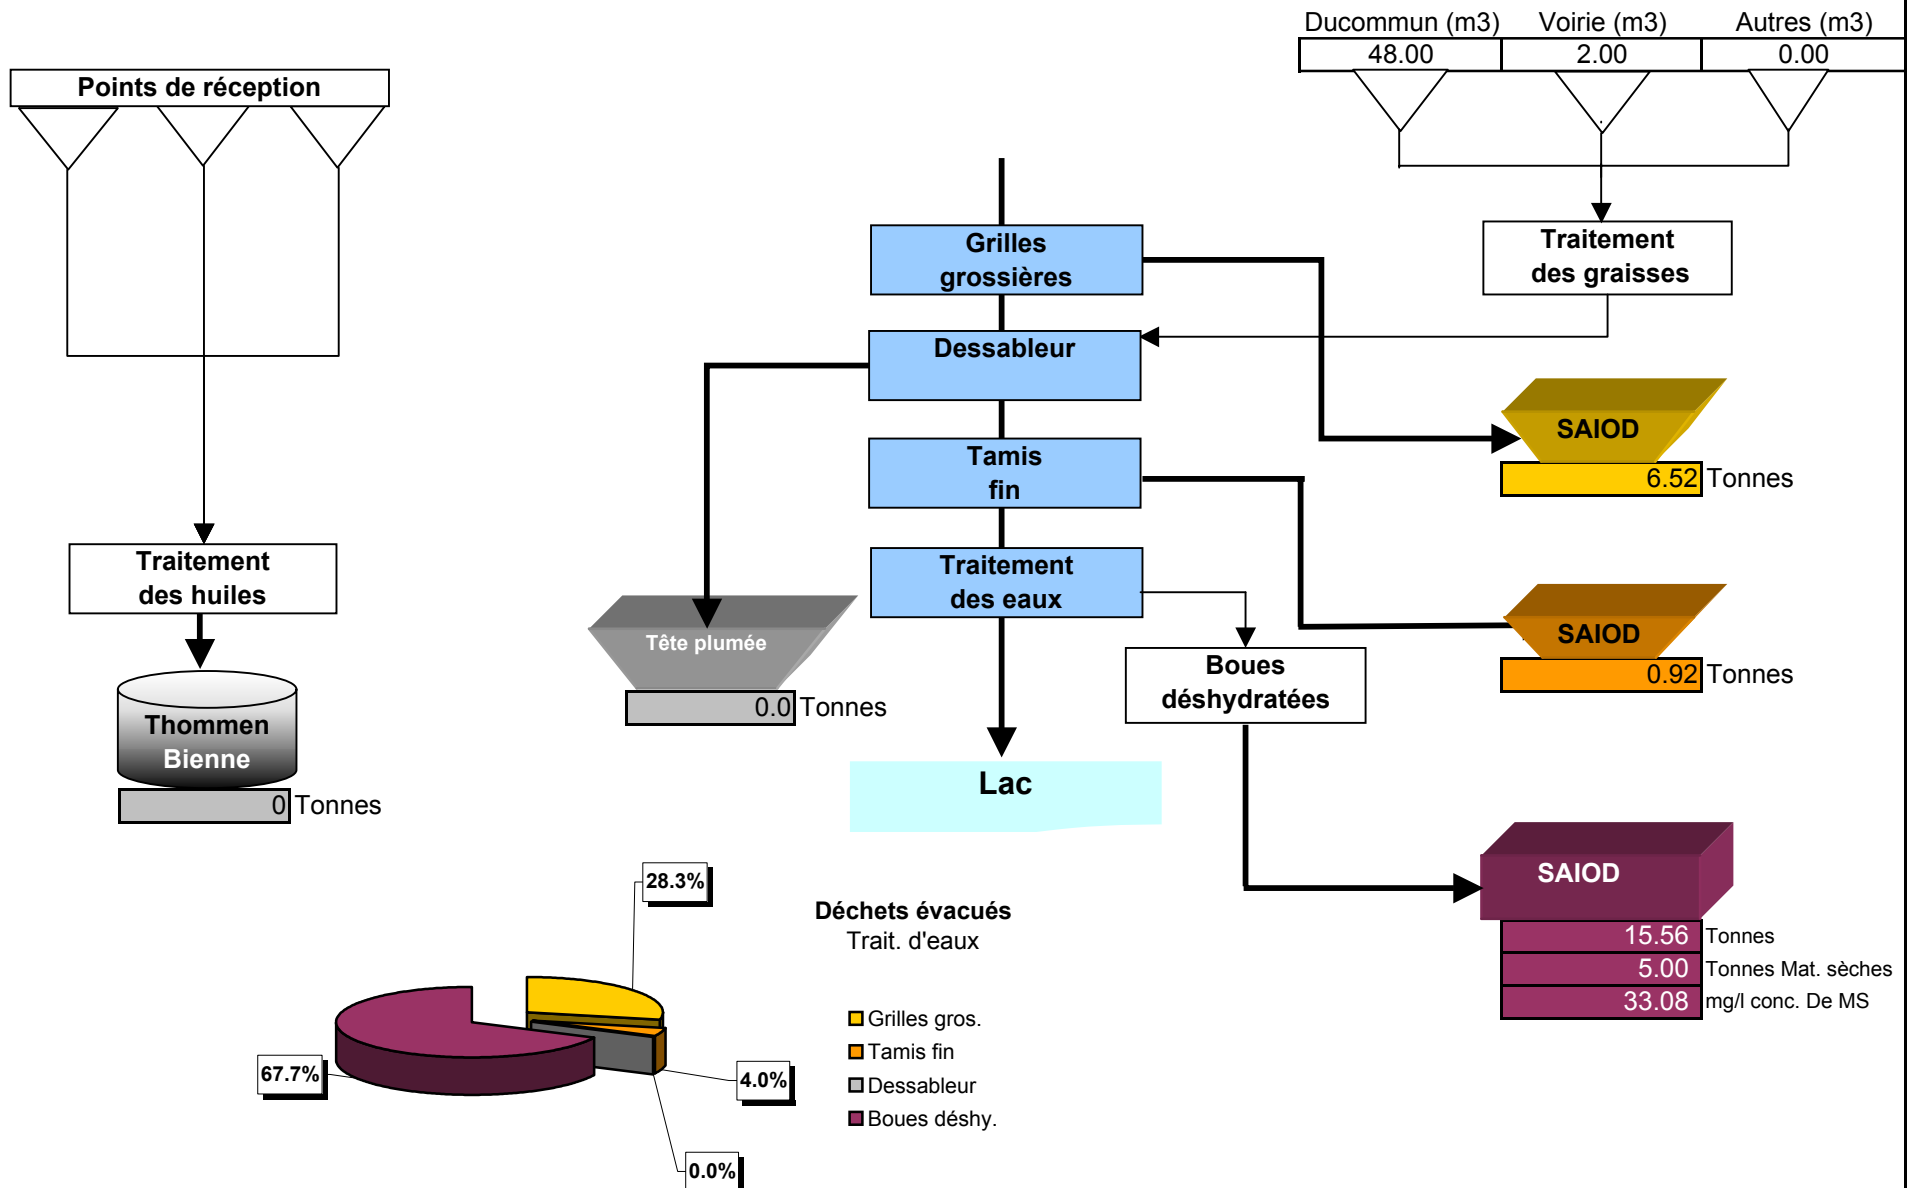 Ducommun (m3) Voirie (m3) Autres (m3)
48.00 2.00 0.00
Points de réception
Grilles
grossières
Traitement
des graisses
Dessableur
SAIOD
6.52 Tonnes
Tamis
fin
Traitement
des huiles
Traitement
des eaux
Tête plumée
0.0 Tonnes
SAIOD
0.92 Tonnes
Boues
déshydratées
Thommen
Bienne
0 Tonnes
Lac
SAIOD
15.56 Tonnes
5.00 Tonnes Mat. sèches
33.08 mg/l conc. De MS
Déchets évacués
Trait. d'eaux
28.3%
67.7%
4.0%
0.0%
Grilles gros.
Tamis fin
Dessableur
Boues déshy.